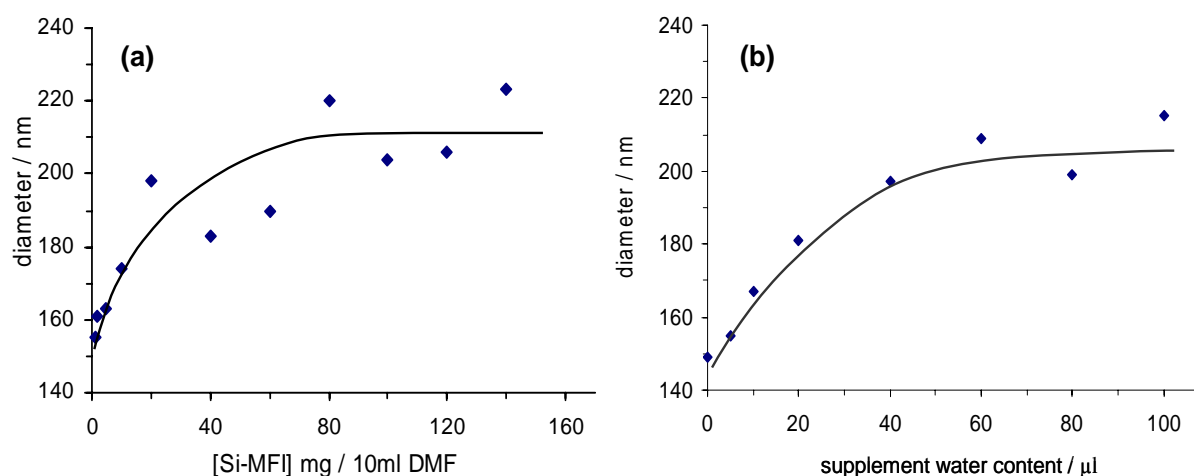 (a)
240
220
200
180
160
140
diameter / nm
0 40 80 120 160
[Si-MFI] mg / 10ml DMF
(b)
240
220
200
180
160
140
diameter / nm
0 20 40 60 80 100
supplement water content / µl